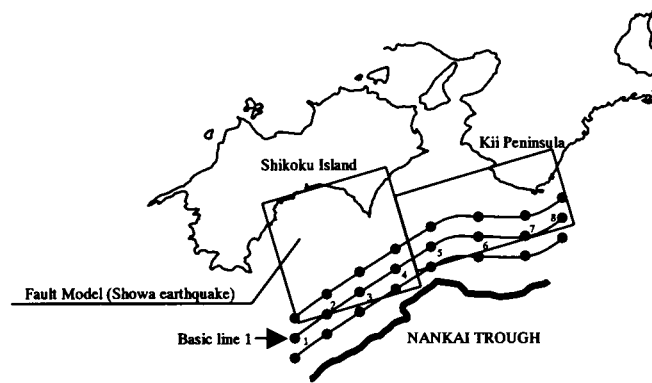 Kii Peninsula
Shikoku Island
Fault Model (Showa earthquake)
Basic line 1
NANKAI TROUGH
1
2
3
4
5
6
7
8